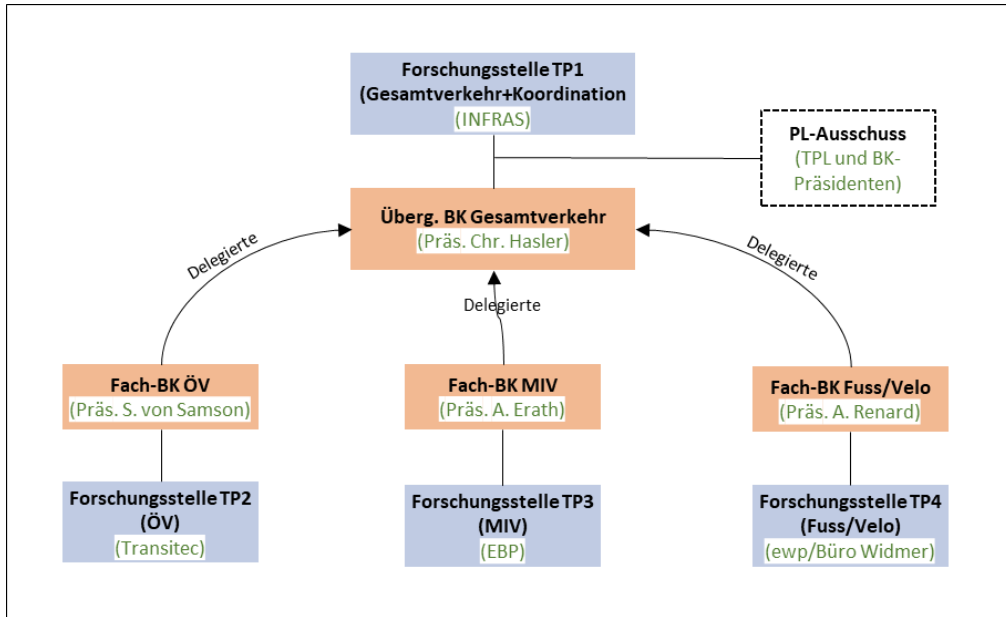 Forschungsstelle TP1
(Gesamtverkehr+Koordination
(INFRAS)
PL-Ausschuss
(TPL und BK-
Präsidenten)
Überg. BK Gesamtverkehr
(Präs. Chr. Hasler)
Delegierte
Delegierte
Delegierte
Fach-BK ÖV
(Präs. S. von Samson)
Fach-BK MIV
(Präs. A. Erath)
Fach-BK Fuss/Velo
(Präs. A. Renard)
Forschungsstelle TP2
(ÖV)
(Transitec)
Forschungsstelle TP3
(MIV)
(EBP)
Forschungsstelle TP4
(Fuss/Velo)
(ewp/Büro Widmer)